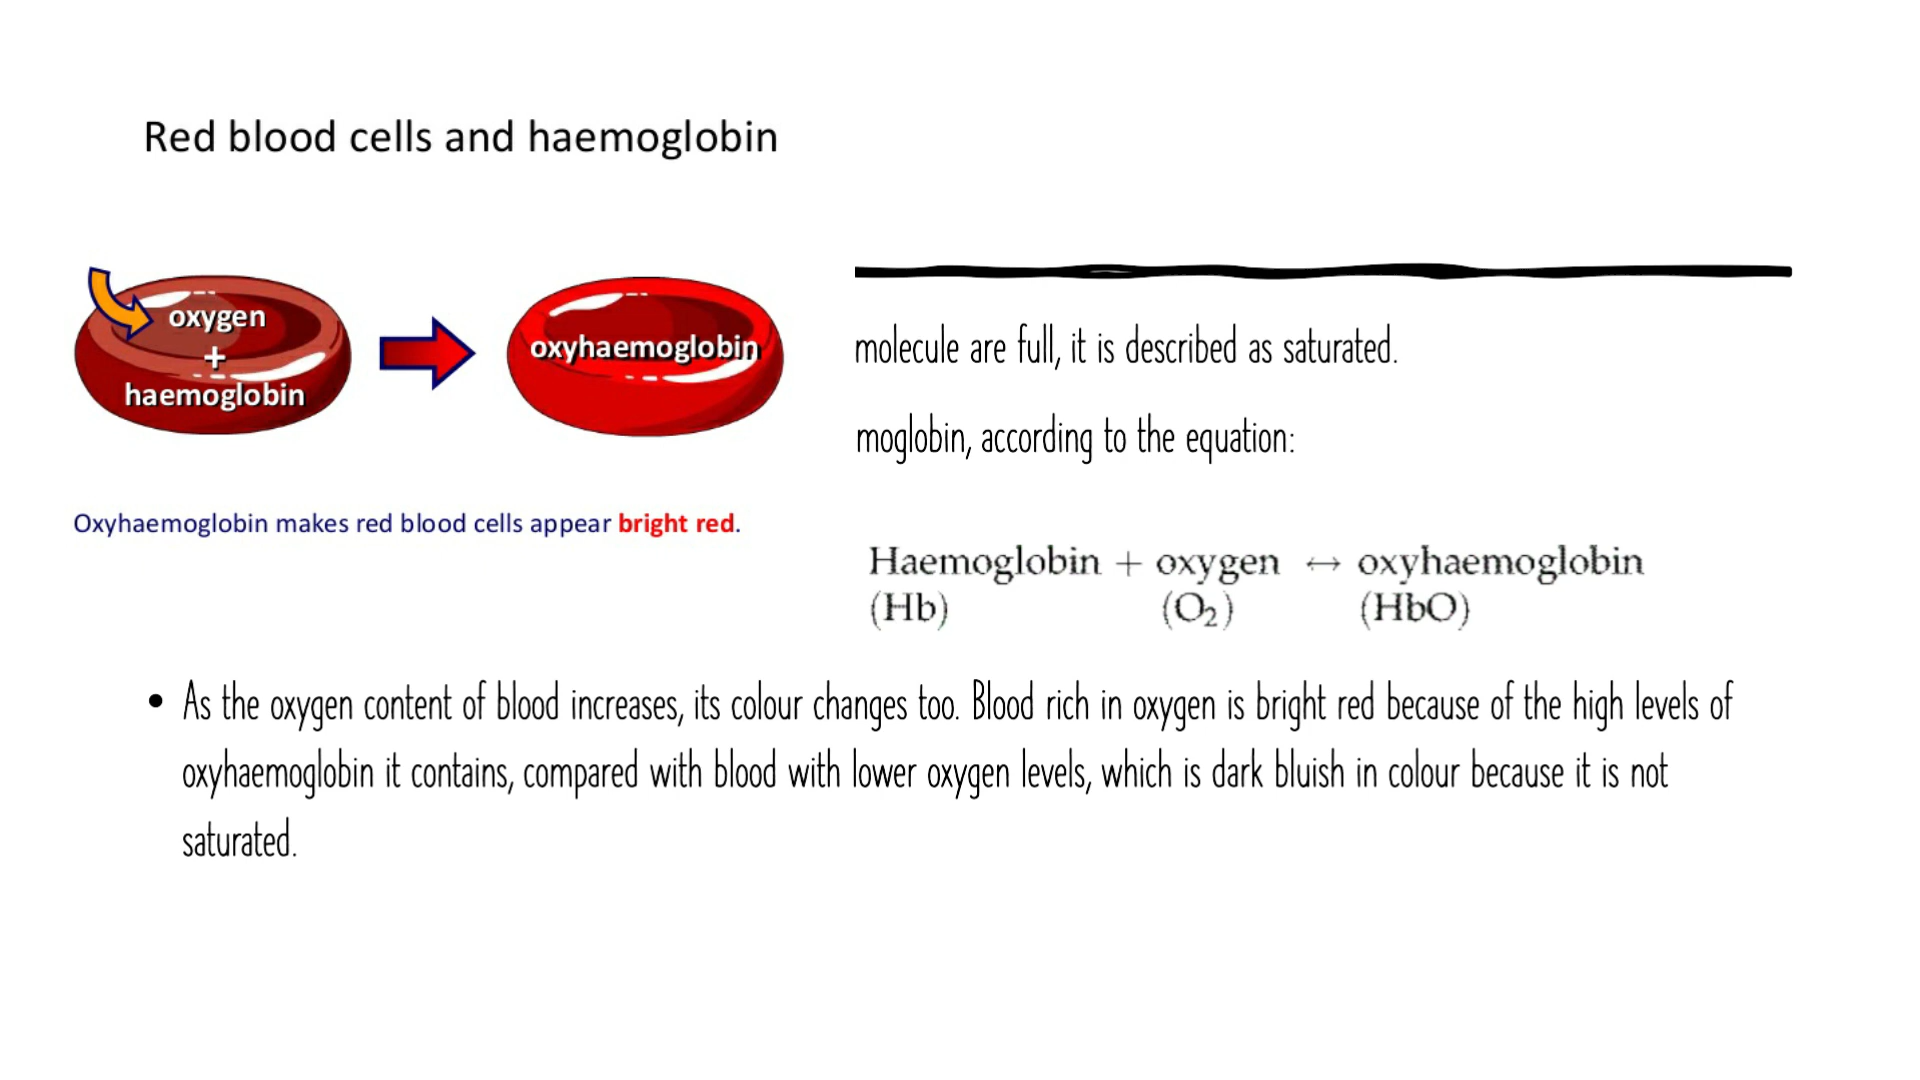 Red blood cells and haemoglobin
oxygen
+
haemoglobin
oxyhaemoglobin
Oxyhaemoglobin makes red blood cells appear bright red.
molecule are full, it is described as saturated.
moglobin, according to the equation:
Haemoglobin + oxygen ↔ oxyhaemoglobin
(Hb) (O₂) (HbO)
• As the oxygen content of blood increases, its colour changes too. Blood rich in oxygen is bright red because of the high levels of
oxyhaemoglobin it contains, compared with blood with lower oxygen levels, which is dark bluish in colour because it is not
saturated.